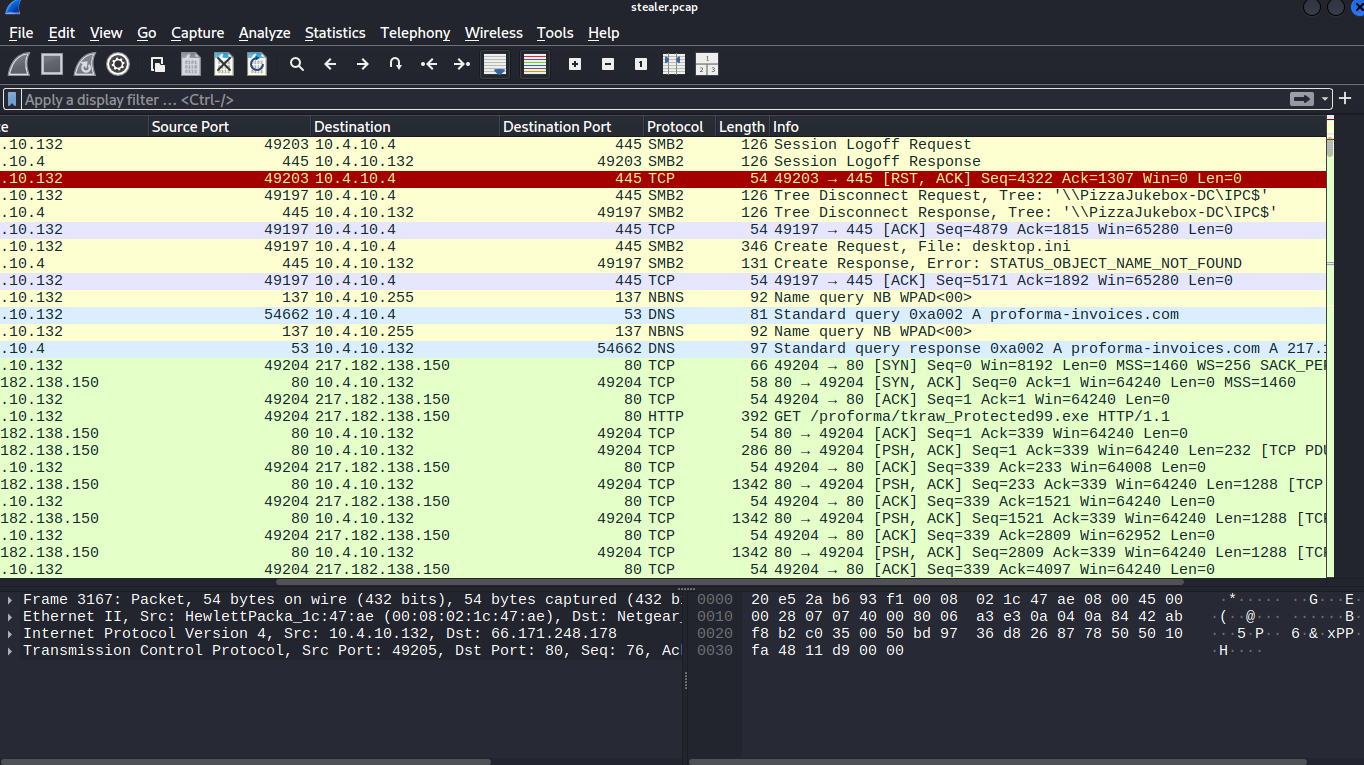 stealer.pcap
File Edit View Go Capture Analyze Statistics Telephony Wireless Tools Help
Apply a display filter … <Ctrl-/>
e Source Port Destination Destination Port Protocol Length Info
.10.132 49203 10.4.10.4 445 SMB2 126 Session Logoff Request
.10.4 445 10.4.10.132 49203 SMB2 126 Session Logoff Response
.10.132 49203 10.4.10.4 445 TCP 54 49203 → 445 [RST, ACK] Seq=4322 Ack=1307 Win=0 Len=0
.10.132 49197 10.4.10.4 445 SMB2 126 Tree Disconnect Request, Tree: '\\PizzaJukebox-DC\IPC$'
.10.4 445 10.4.10.132 49197 SMB2 126 Tree Disconnect Response, Tree: '\\PizzaJukebox-DC\IPC$'
.10.132 49197 10.4.10.4 445 TCP 54 49197 → 445 [ACK] Seq=4879 Ack=1815 Win=65280 Len=0
.10.132 49197 10.4.10.4 445 SMB2 346 Create Request, File: desktop.ini
.10.4 445 10.4.10.132 49197 SMB2 131 Create Response, Error: STATUS_OBJECT_NAME_NOT_FOUND
.10.132 49197 10.4.10.4 445 TCP 54 49197 → 445 [ACK] Seq=5171 Ack=1892 Win=65280 Len=0
.10.132 137 10.4.10.255 137 NBNS 92 Name query NB WPAD<00>
.10.132 54662 10.4.10.4 53 DNS 81 Standard query 0xa002 A proforma-invoices.com
.10.132 137 10.4.10.255 137 NBNS 92 Name query NB WPAD<00>
.10.4 53 10.4.10.132 54662 DNS 97 Standard query response 0xa002 A proforma-invoices.com A 217.
.10.132 49204 217.182.138.150 80 TCP 66 49204 → 80 [SYN] Seq=0 Win=8192 Len=0 MSS=1460 WS=256 SACK_PE
182.138.150 80 10.4.10.132 49204 TCP 58 80 → 49204 [SYN, ACK] Seq=0 Ack=1 Win=64240 Len=0 MSS=1460
.10.132 49204 217.182.138.150 80 TCP 54 49204 → 80 [ACK] Seq=1 Ack=1 Win=64240 Len=0
.10.132 49204 217.182.138.150 80 HTTP 392 GET /proforma/tkraw_Protected99.exe HTTP/1.1
182.138.150 80 10.4.10.132 49204 TCP 54 80 → 49204 [ACK] Seq=1 Ack=339 Win=64240 Len=0
182.138.150 80 10.4.10.132 49204 TCP 286 80 → 49204 [PSH, ACK] Seq=1 Ack=339 Win=64240 Len=232 [TCP PD
.10.132 49204 217.182.138.150 80 TCP 54 49204 → 80 [ACK] Seq=339 Ack=233 Win=64008 Len=0
182.138.150 80 10.4.10.132 49204 TCP 1342 80 → 49204 [PSH, ACK] Seq=233 Ack=339 Win=64240 Len=1288 [TCP
.10.132 49204 217.182.138.150 80 TCP 54 49204 → 80 [ACK] Seq=339 Ack=1521 Win=64240 Len=0
182.138.150 80 10.4.10.132 49204 TCP 1342 80 → 49204 [PSH, ACK] Seq=1521 Ack=339 Win=64240 Len=1288 [TC
.10.132 49204 217.182.138.150 80 TCP 54 49204 → 80 [ACK] Seq=339 Ack=2809 Win=62952 Len=0
182.138.150 80 10.4.10.132 49204 TCP 1342 80 → 49204 [PSH, ACK] Seq=2809 Ack=339 Win=64240 Len=1288 [TC
.10.132 49204 217.182.138.150 80 TCP 54 49204 → 80 [ACK] Seq=339 Ack=4097 Win=64240 Len=0
Frame 3167: Packet, 54 bytes on wire (432 bits), 54 bytes captured (432 b
Ethernet II, Src: HewlettPacka_1c:47:ae (00:08:02:1c:47:ae), Dst: Netgear_
Internet Protocol Version 4, Src: 10.4.10.132, Dst: 66.171.248.178
Transmission Control Protocol, Src Port: 49205, Dst Port: 80, Seq: 76, Ac
0000 20 e5 2a b6 93 f1 00 08 02 1c 47 ae 08 00 45 00 ·*····· ··G···E·
0010 00 28 07 07 40 00 80 06 a3 e3 0a 04 0a 84 42 ab ·(··@··· ······B·
0020 f8 b2 c0 35 00 50 bd 97 36 d8 26 87 78 50 50 10 ···5·P·· 6·&·xPP·
0030 fa 48 11 d9 00 00 ·H····